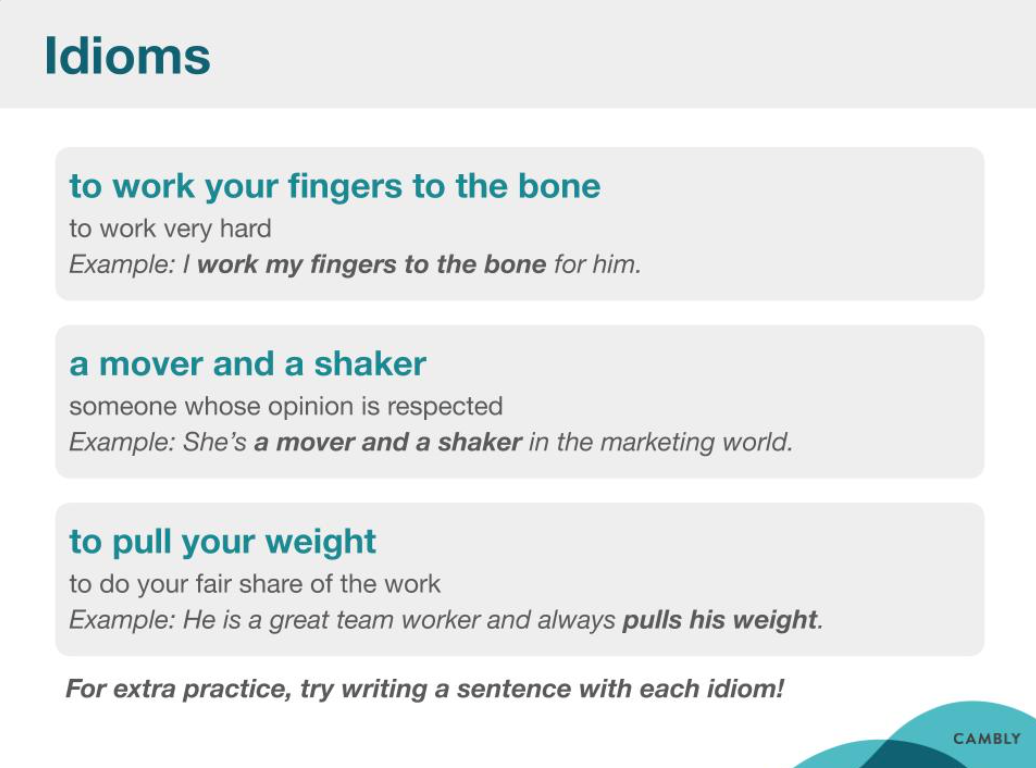 Idioms
to work your fingers to the bone
to work very hard
Example: I work my fingers to the bone for him.
a mover and a shaker
someone whose opinion is respected
Example: She’s a mover and a shaker in the marketing world.
to pull your weight
to do your fair share of the work
Example: He is a great team worker and always pulls his weight.
For extra practice, try writing a sentence with each idiom!
CAMBLY